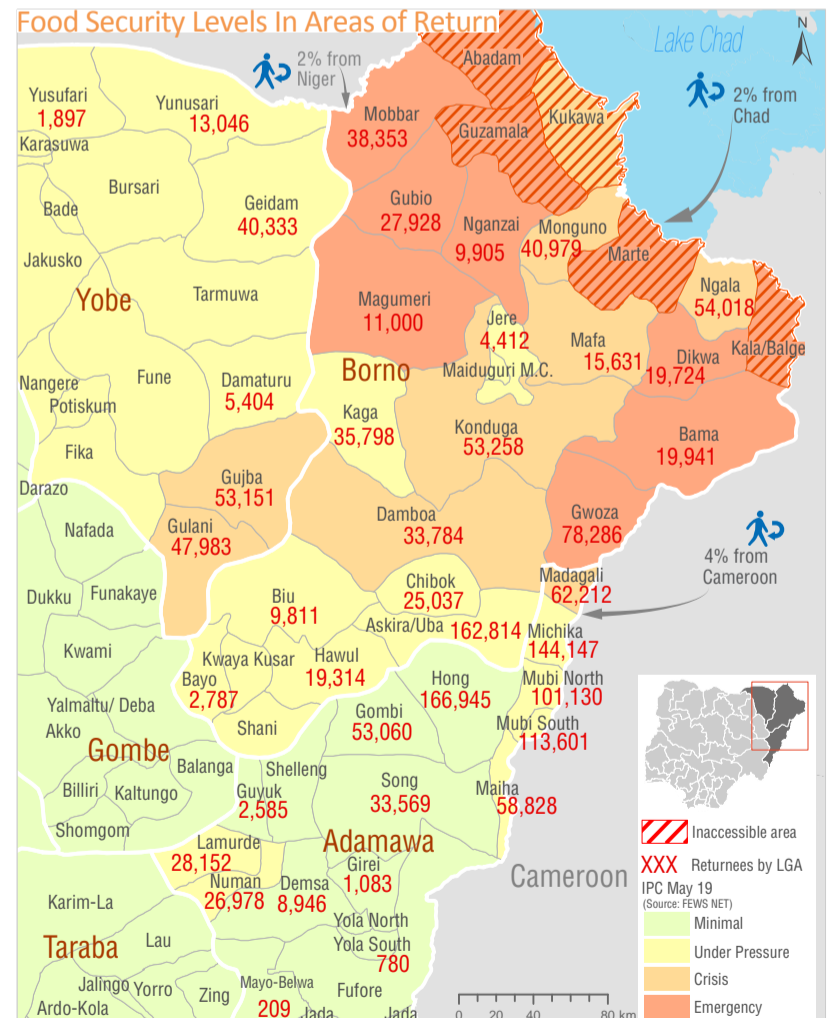 Food Security Levels In Areas of Return
N
Lake Chad
Abadam
2% from
Niger
2% from
Chad
Yusufari
1,897
Yunusari
13,046
Mobbar
38,353
Kukawa
Guzamala
Karasuwa
Bursari
Gubio
27,928
Geidam
40,333
Bade
Nganzai
9,905
Monguno
40,979
Marte
Jakusko
Yobe
Tarmuwa
Magumeri
11,000
Ngala
54,018
Jere
4,412
Mafa
15,631
Dikwa
19,724
Kala/Balge
Borno
Maiduguri M.C.
Nangere
Potiskum
Fune
Damaturu
5,404
Kaga
35,798
Konduga
53,258
Bama
19,941
Fika
Gujba
53,151
Darazo
Gulani
47,983
Damboa
33,784
Gwoza
78,286
Nafada
4% from
Cameroon
Dukku
Funakaye
Biu
9,811
Chibok
25,037
Madagali
62,212
Askira/Uba
162,814
Michika
144,147
Kwami
Kwaya Kusar
Hawul
19,314
Bayo
2,787
Hong
166,945
Mubi North
101,130
Yalmaltu/ Deba
Akko
Gombi
53,060
Mubi South
113,601
Shani
Gombe
Balanga
Billiri
Kaltungo
Shelleng
Guyuk
2,585
Song
33,569
Maiha
58,828
Shomgom
Lamurde
28,152
Adamawa
Girei
1,083
Numan
26,978
Demsa
8,946
Cameroon
Karim-La
Yola North
Yola South
780
Taraba
Lau
Jalingo
Yorro
Zing
Mayo-Belwa
209
Fufore
Ardo-Kola
Jada
Jada
Inaccessible area
XXX Returnees by LGA
IPC May 19
(Source: FEWS NET)
Minimal
Under Pressure
Crisis
Emergency
0 20 40 80 km